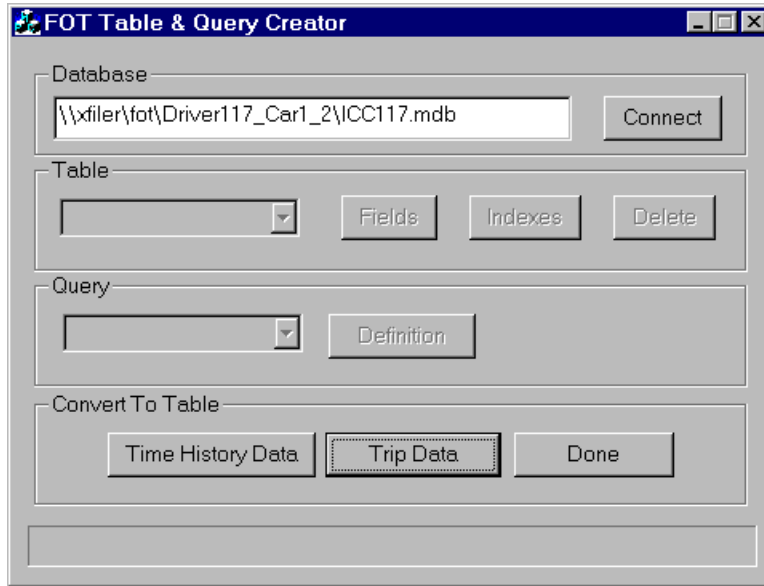 FOT Table & Query Creator
Database
\\xfiler\fot\Driver117_Car1_2\ICC117.mdb
Connect
Table
Fields Indexes Delete
Query
Definition
Convert To Table
Time History Data Trip Data Done